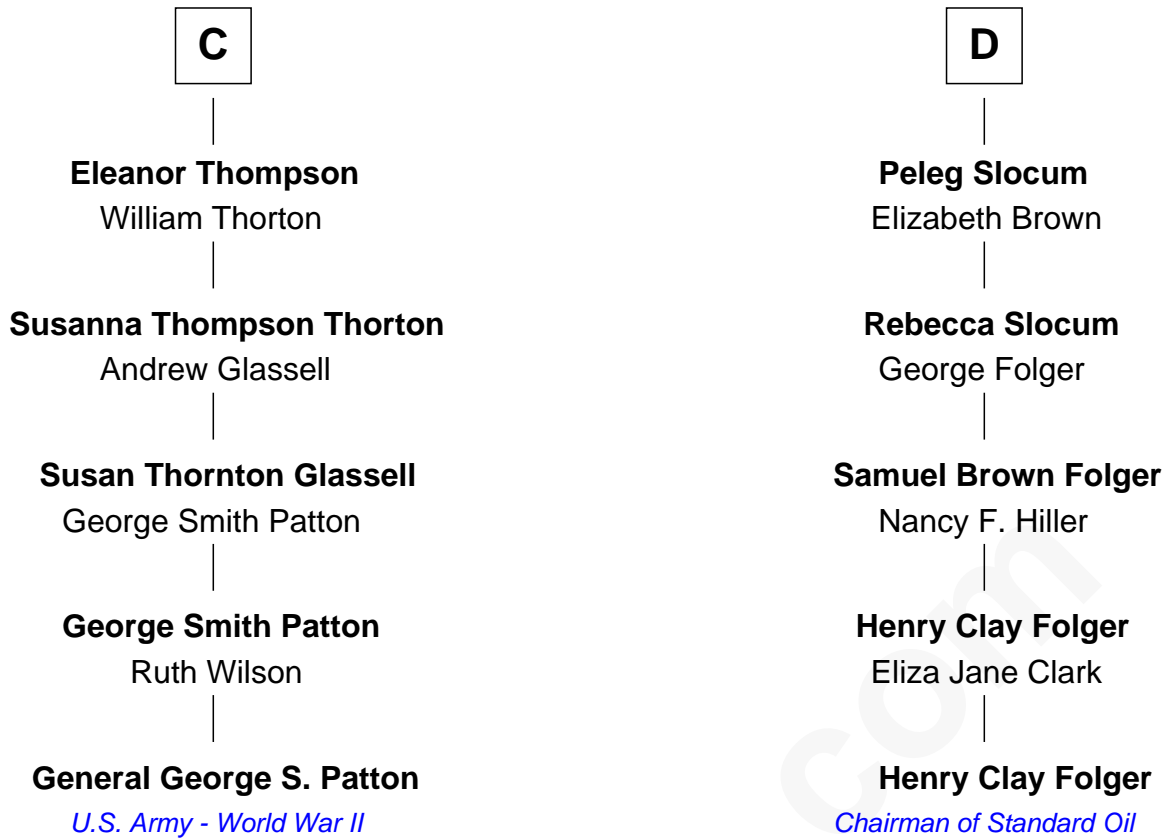 C
Eleanor Thompson
William Thorton
Susanna Thompson Thorton
Andrew Glassell
Susan Thornton Glassell
George Smith Patton
George Smith Patton
Ruth Wilson
General George S. Patton
U.S. Army - World War II
D
Peleg Slocum
Elizabeth Brown
Rebecca Slocum
George Folger
Samuel Brown Folger
Nancy F. Hiller
Henry Clay Folger
Eliza Jane Clark
Henry Clay Folger
Chairman of Standard Oil
com